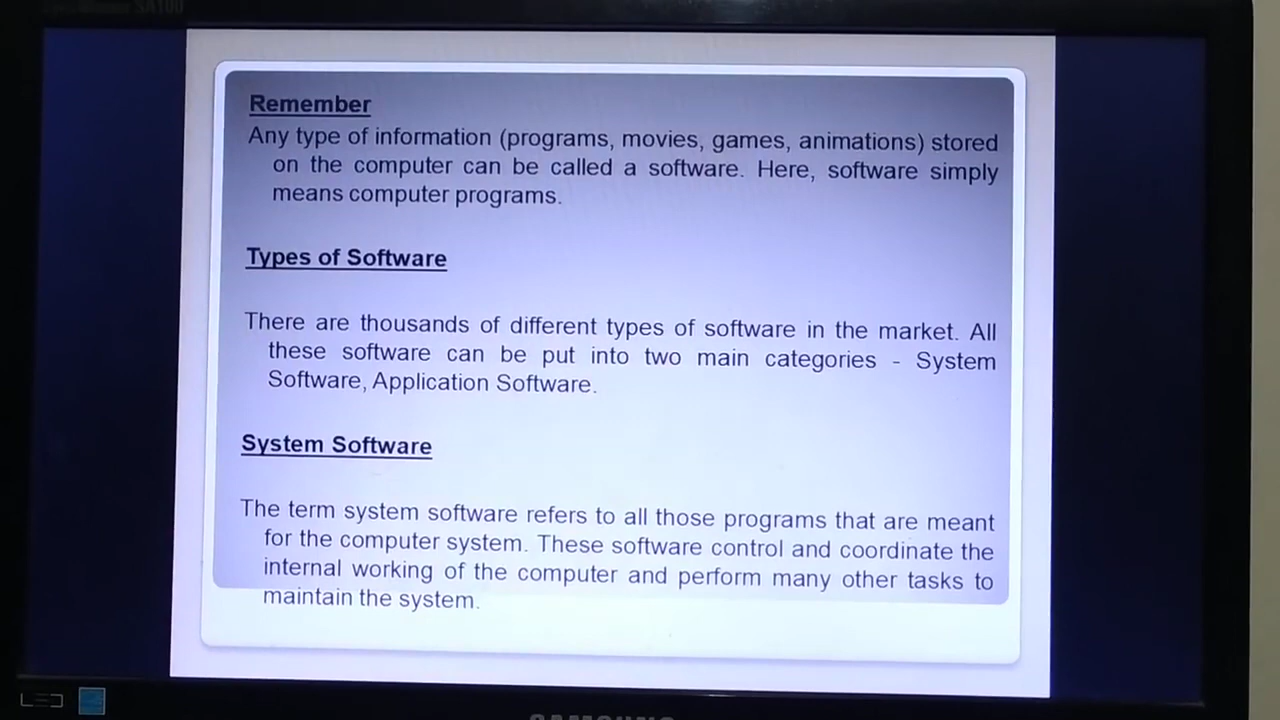 Remember
Any type of information (programs, movies, games, animations) stored
on the computer can be called a software. Here, software simply
means computer programs.
Types of Software
There are thousands of different types of software in the market. All
these software can be put into two main categories - System
Software, Application Software.
System Software
The term system software refers to all those programs that are meant
for the computer system. These software control and coordinate the
internal working of the computer and perform many other tasks to
maintain the system.